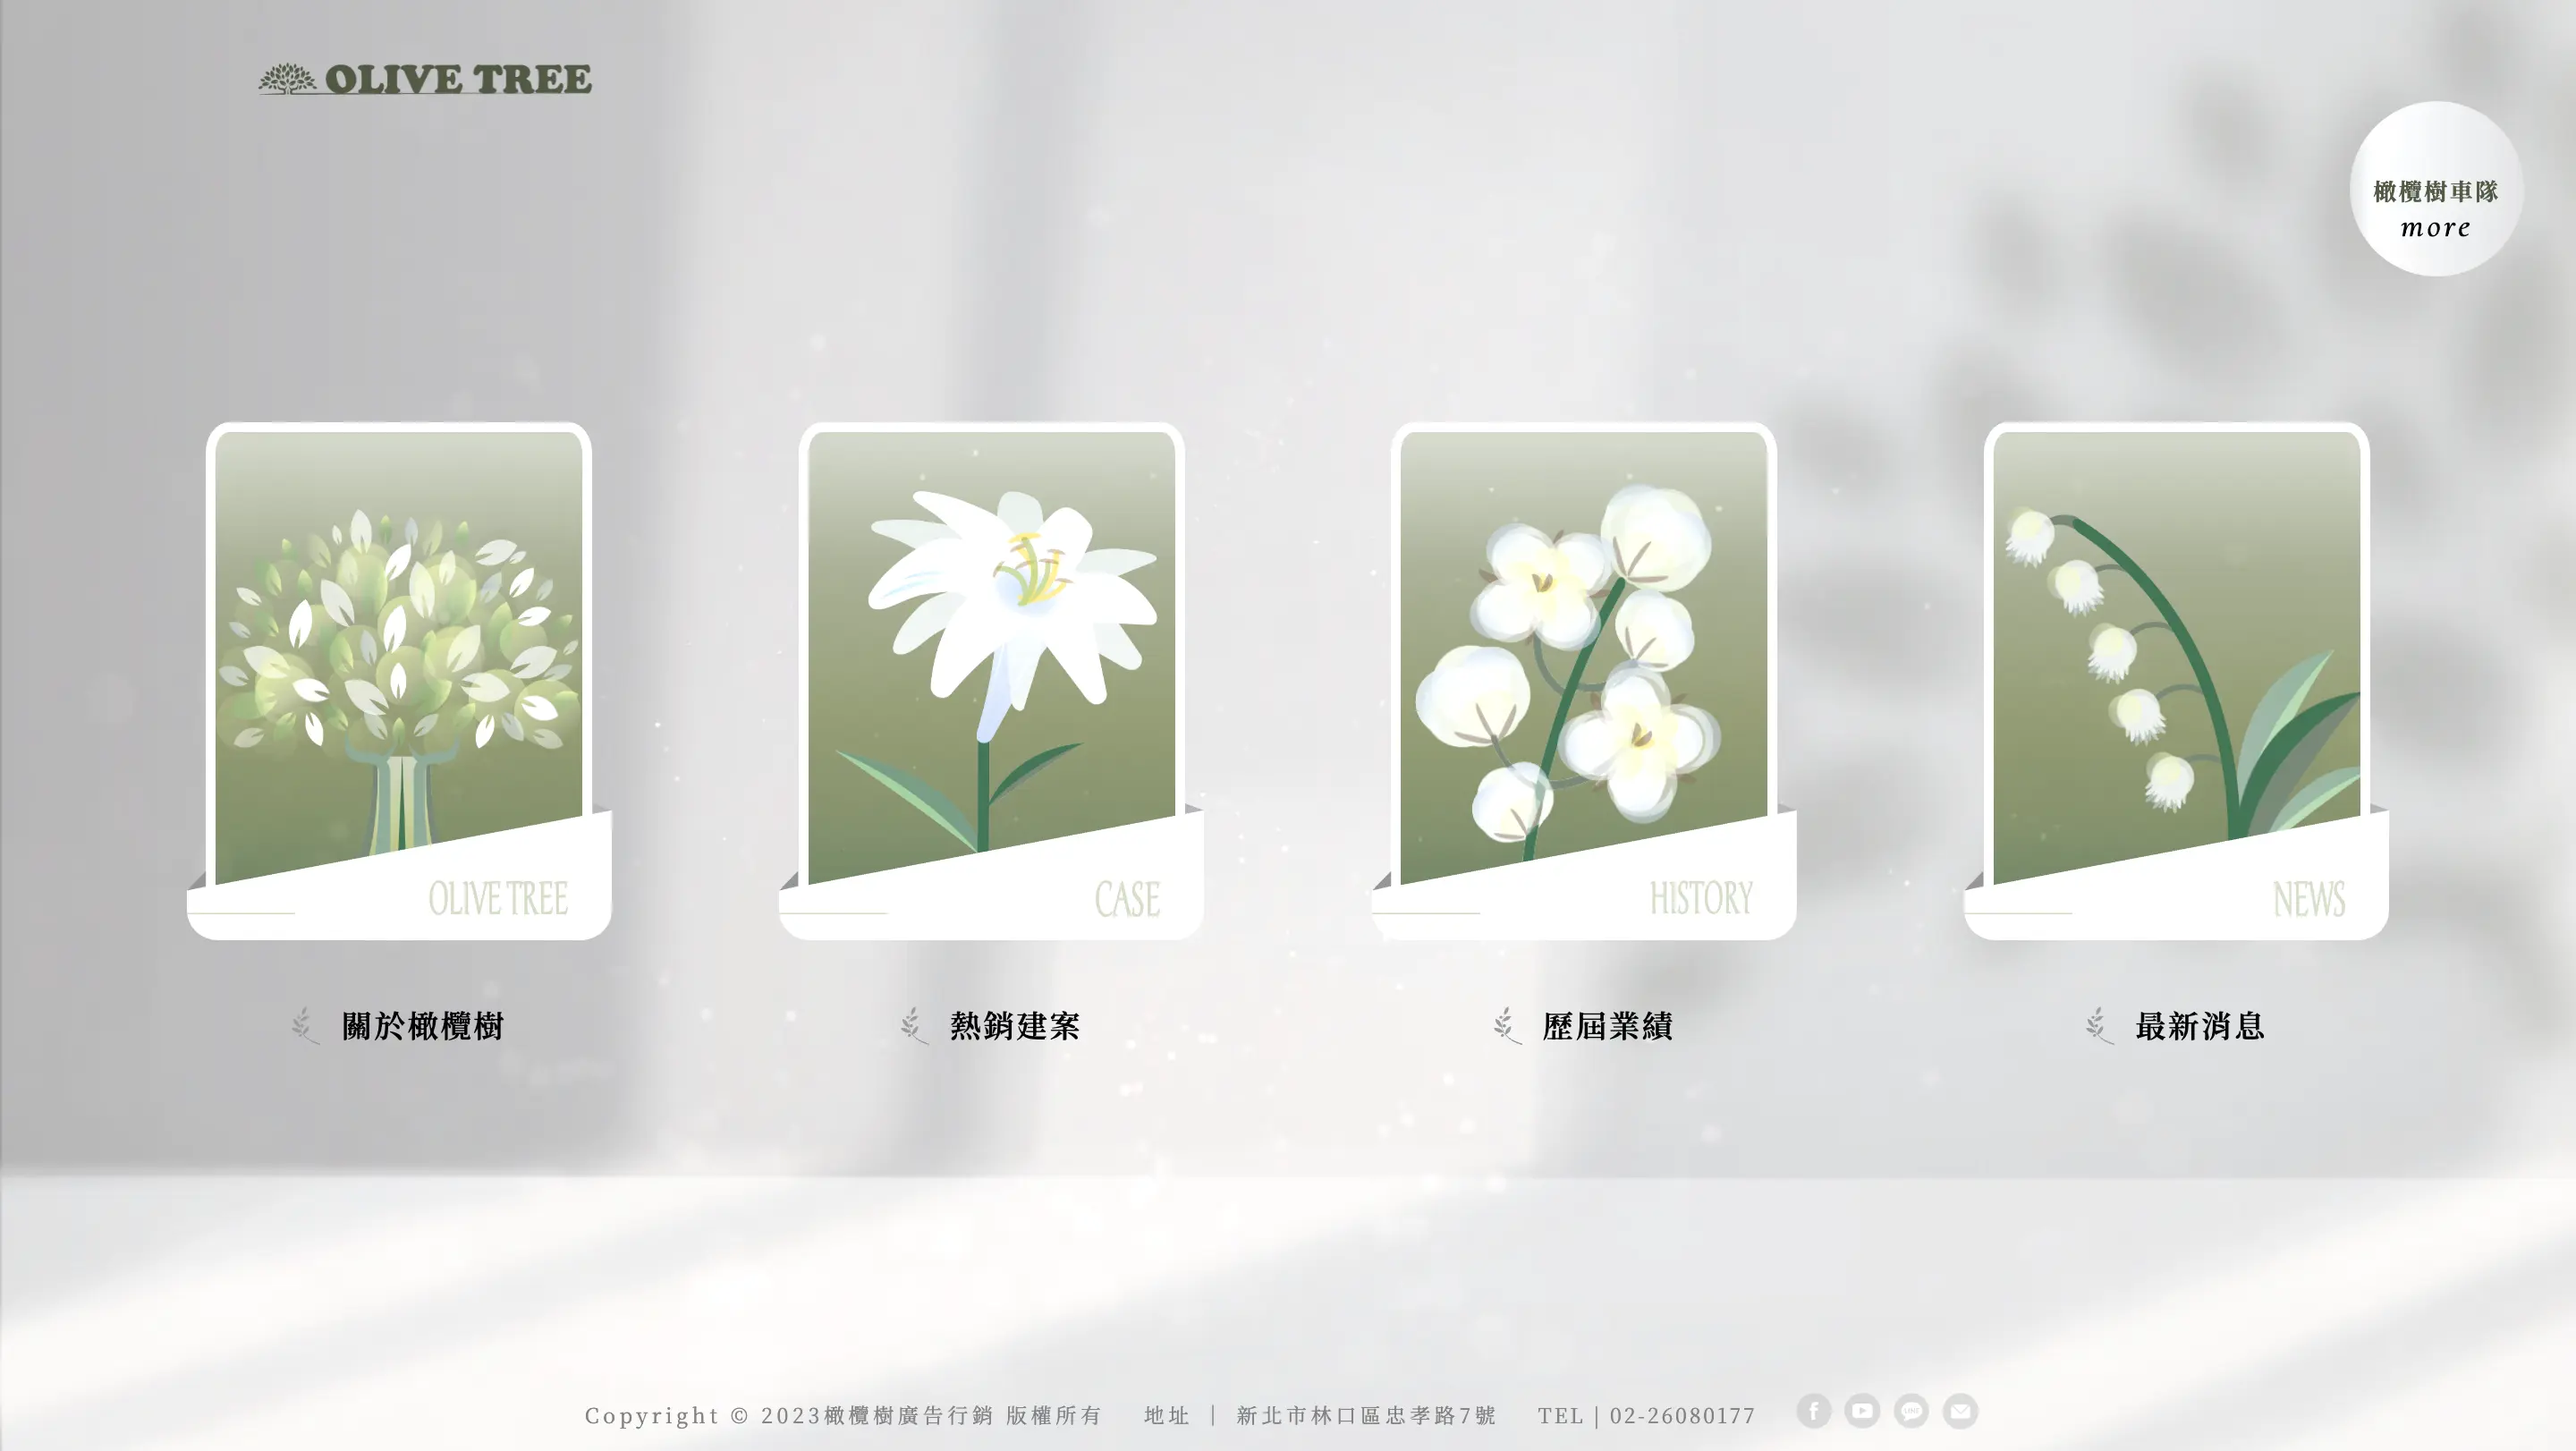 OLIVE TREE
橄欖樹車隊
more
OLIVE TREE
CASE
HISTORY
NEWS
關於橄欖樹
熱銷建案
歷屆業績
最新消息
Copyright © 2023橄欖樹廣告行銷 版權所有 地址 | 新北市林口區忠孝路7號 TEL | 02-26080177